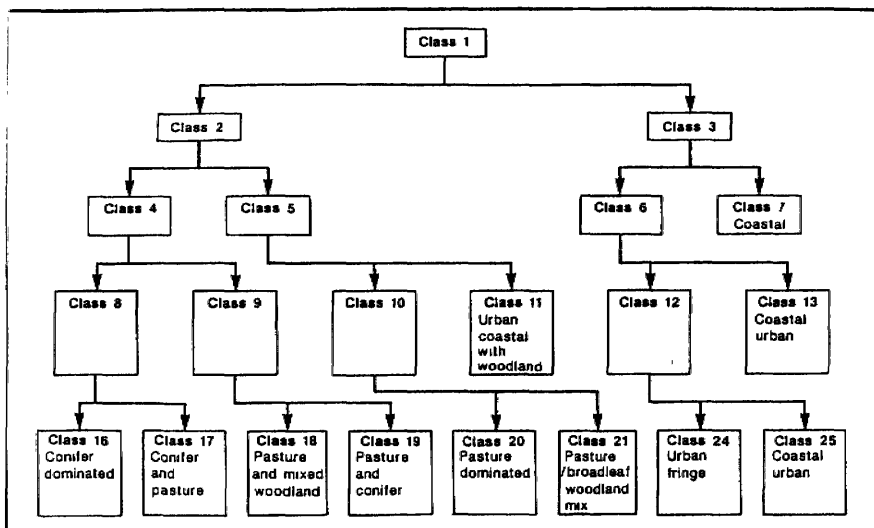 Class 1
Class 2
Class 3
Class 4
Class 5
Class 6
Class 7
Coastal
Class 8
Class 9
Class 10
Class 11
Urban
coastal
with
woodland
Class 12
Class 13
Coastal
urban
Class 16
Conifer
dominated
Class 17
Conifer
and
pasture
Class 18
Pasture
and mixed
woodland
Class 19
Pasture
and
conifer
Class 20
Pasture
dominated
Class 21
Pasture
/broadleaf
woodland
mix
Class 24
Urban
fringe
Class 25
Coastal
urban